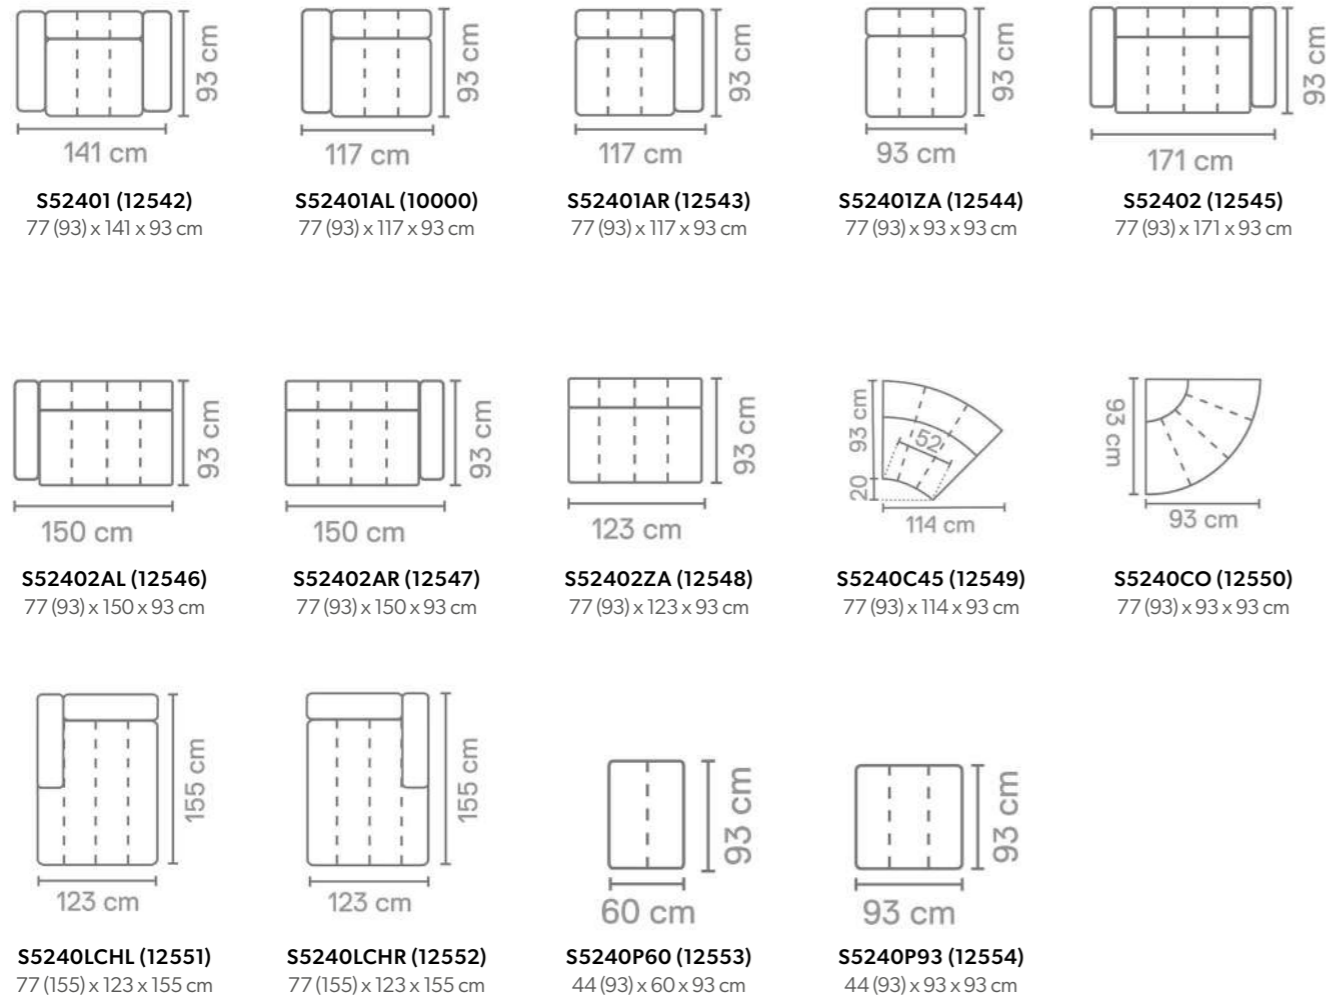 93 cm
93 cm
93 cm
93 cm
93 cm
141 cm
117 cm
117 cm
93 cm
171 cm
S52401 (12542)
S52401AL (10000)
S52401AR (12543)
S52401ZA (12544)
S52402 (12545)
77 (93) x 141 x 93 cm
77 (93) x 117 x 93 cm
77 (93) x 117 x 93 cm
77 (93) x 93 x 93 cm
77 (93) x 171 x 93 cm
93 cm
93 cm
93 cm
93 cm
52
20
93 cm
150 cm
150 cm
123 cm
114 cm
93 cm
S52402AL (12546)
S52402AR (12547)
S52402ZA (12548)
S5240C45 (12549)
S5240CO (12550)
77 (93) x 150 x 93 cm
77 (93) x 150 x 93 cm
77 (93) x 123 x 93 cm
77 (93) x 114 x 93 cm
77 (93) x 93 x 93 cm
155 cm
155 cm
93 cm
93 cm
123 cm
123 cm
60 cm
93 cm
S5240LCHL (12551)
S5240LCHR (12552)
S5240P60 (12553)
S5240P93 (12554)
77 (155) x 123 x 155 cm
77 (155) x 123 x 155 cm
44 (93) x 60 x 93 cm
44 (93) x 93 x 93 cm